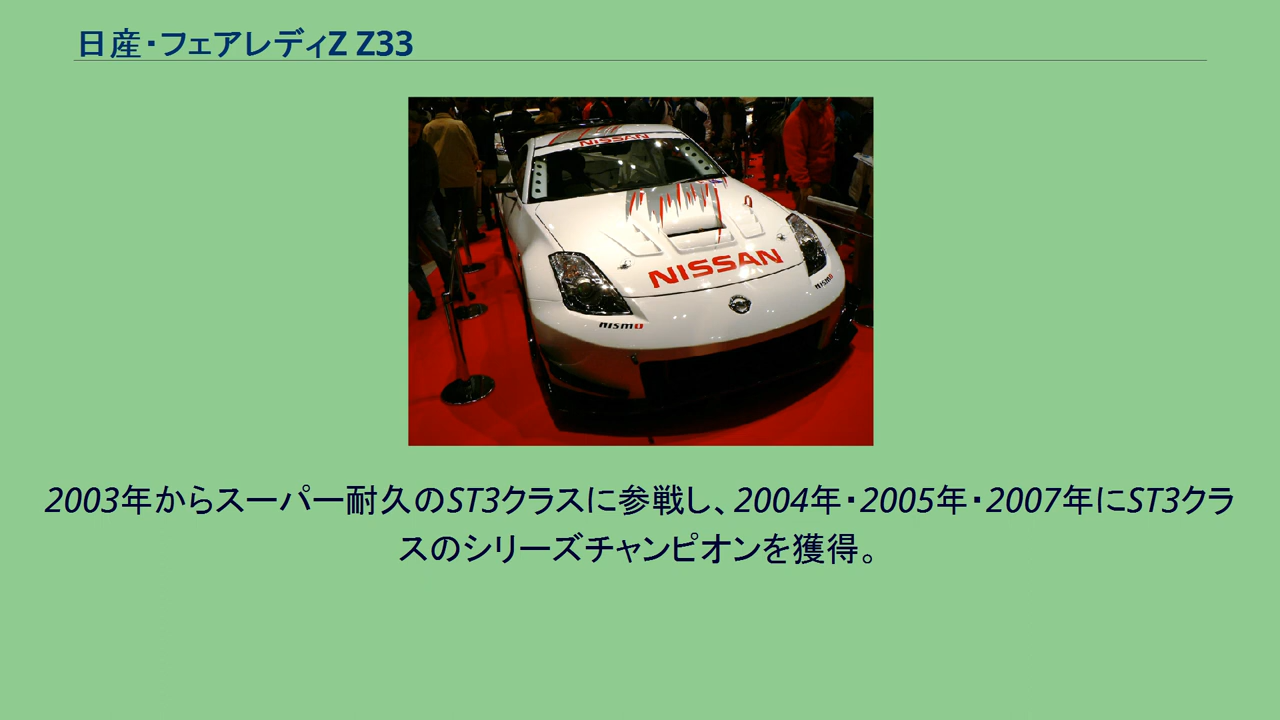 日産・フェアレディZ Z33
NISSAN
NISSAN
nismo
nismo
2003年からスーパー耐久のST3クラスに参戦し、2004年・2005年・2007年にST3クラ
スのシリーズチャンピオンを獲得。